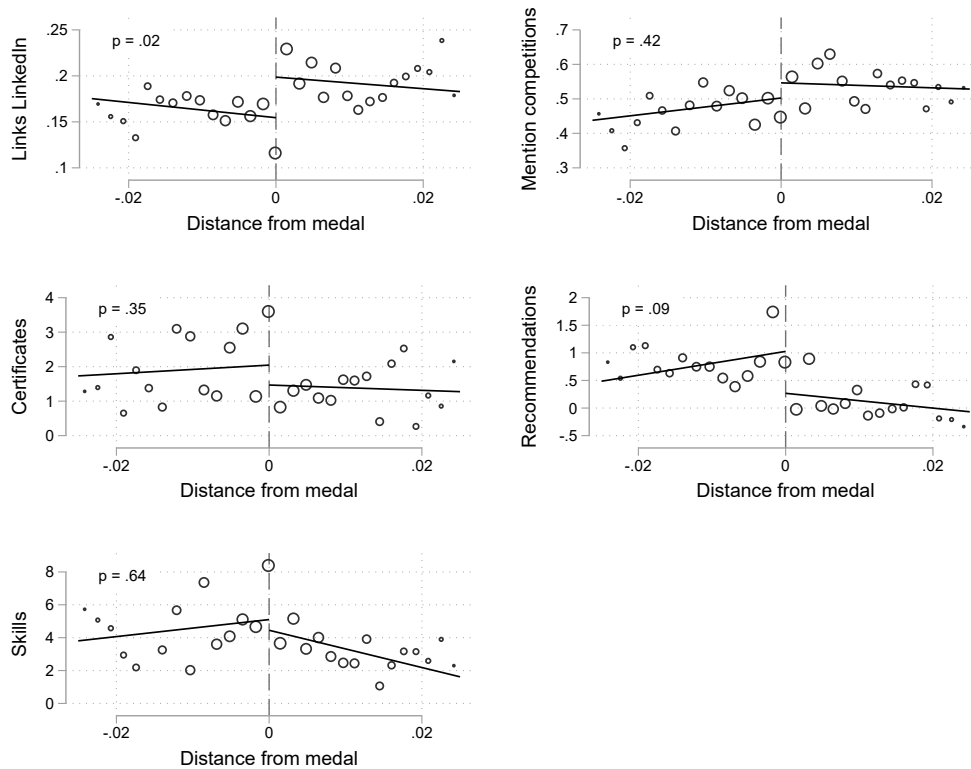 Links LinkedIn
.25
.2
.15
.1
p = .02
-.02
0
.02
Distance from medal
Mention competitions
.7
.6
.5
.4
.3
p = .42
-.02
0
.02
Distance from medal
Certificates
4
3
2
1
0
p = .35
-.02
0
.02
Distance from medal
Recommendations
2
1.5
1
.5
0
-.5
p = .09
-.02
0
.02
Distance from medal
Skills
8
6
4
2
0
p = .64
-.02
0
.02
Distance from medal